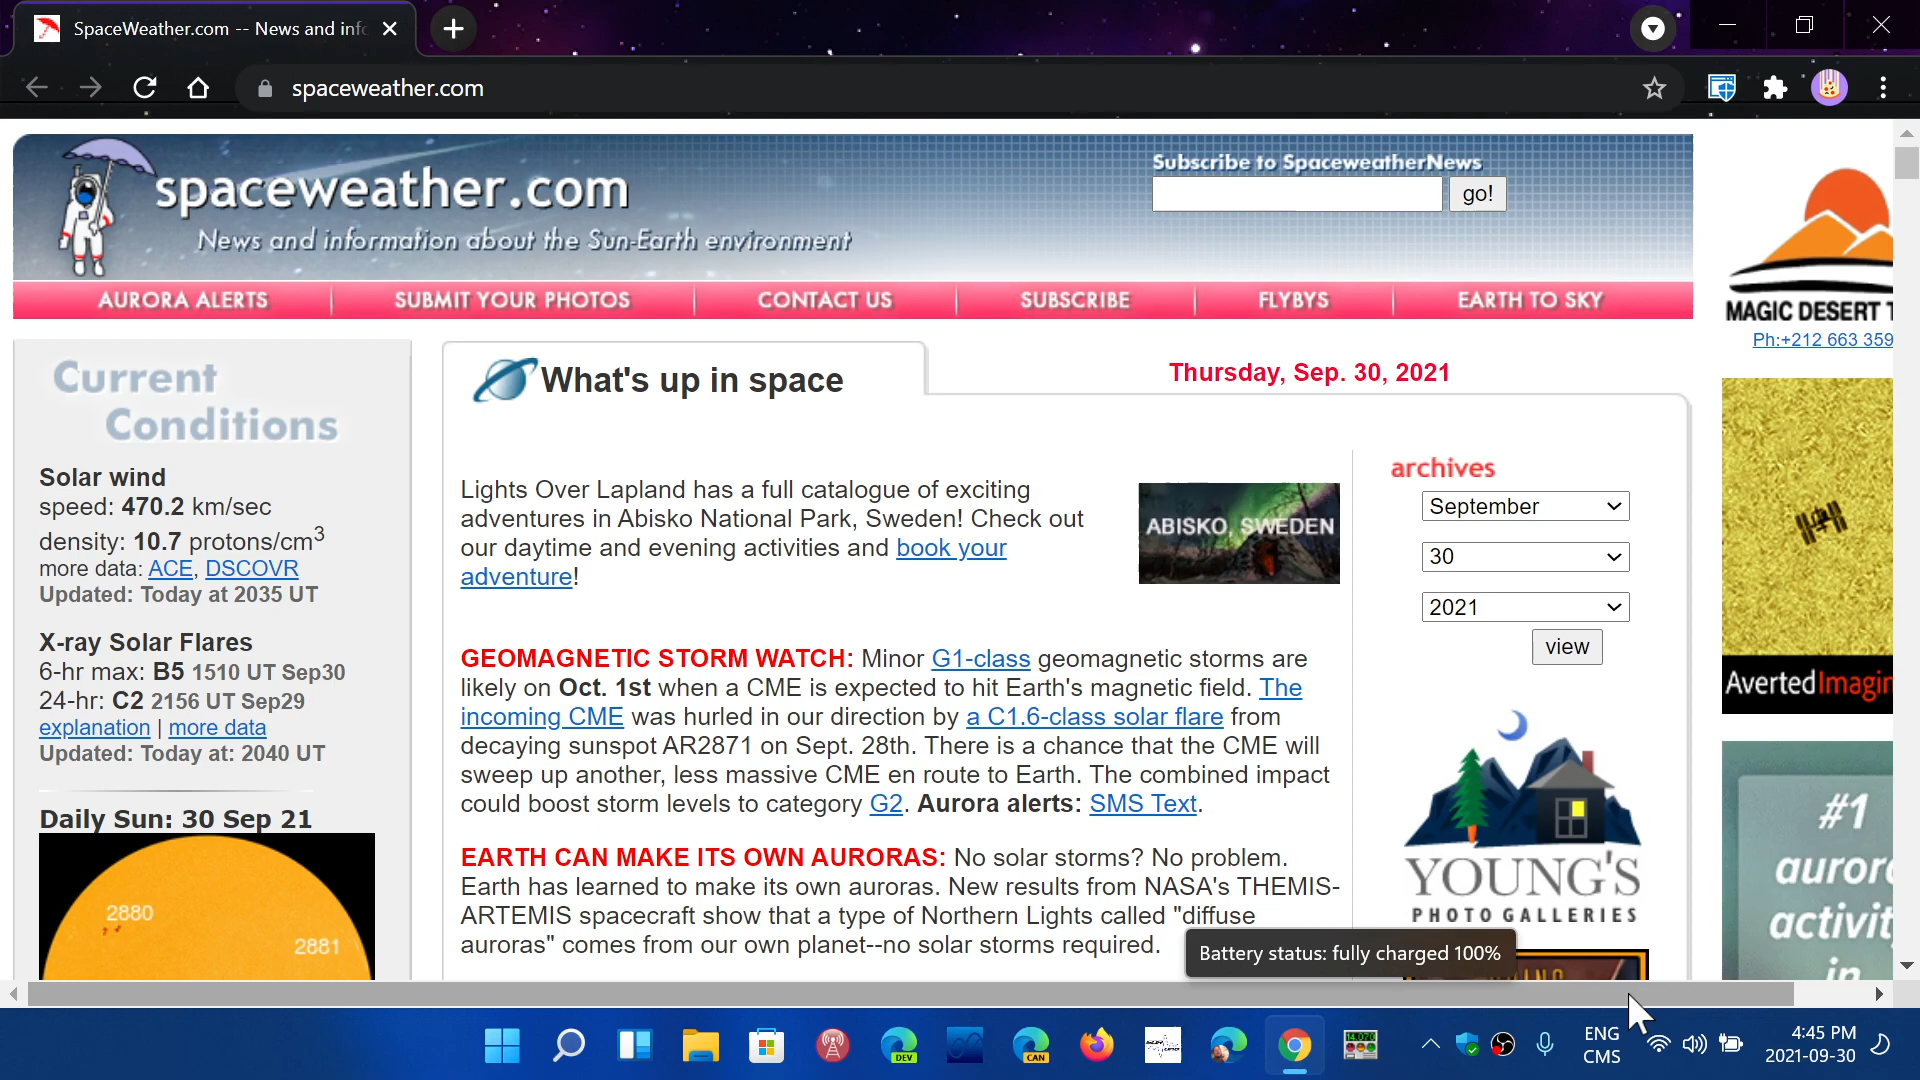 SpaceWeather.com -- News and inf
spaceweather.com
spaceweather.com
News and information about the Sun-Earth environment
Subscribe to SpaceweatherNews
go!
AURORA ALERTS
SUBMIT YOUR PHOTOS
CONTACT US
SUBSCRIBE
FLYBYS
EARTH TO SKY
MAGIC DESERT T
Ph:+212 663 359
Current
Conditions
Solar wind
speed: 470.2 km/sec
density: 10.7 protons/cm3
more data: ACE, DSCOVR
Updated: Today at 2035 UT
X-ray Solar Flares
6-hr max: B5 1510 UT Sep30
24-hr: C2 2156 UT Sep29
explanation | more data
Updated: Today at: 2040 UT
Daily Sun: 30 Sep 21
2880
2881
What's up in space
Thursday, Sep. 30, 2021
Lights Over Lapland has a full catalogue of exciting
adventures in Abisko National Park, Sweden! Check out
our daytime and evening activities and book your
adventure!
ABISKO, SWEDEN
GEOMAGNETIC STORM WATCH: Minor G1-class geomagnetic storms are
likely on Oct. 1st when a CME is expected to hit Earth's magnetic field. The
incoming CME was hurled in our direction by a C1.6-class solar flare from
decaying sunspot AR2871 on Sept. 28th. There is a chance that the CME will
sweep up another, less massive CME en route to Earth. The combined impact
could boost storm levels to category G2. Aurora alerts: SMS Text.
EARTH CAN MAKE ITS OWN AURORAS: No solar storms? No problem.
Earth has learned to make its own auroras. New results from NASA's THEMIS-
ARTEMIS spacecraft show that a type of Northern Lights called "diffuse
auroras" comes from our own planet--no solar storms required.
archives
September
30
2021
view
YOUNG'S
PHOTO GALLERIES
AvertedImagin
#1
auror
activit
in
Battery status: fully charged 100%
DEV
CAN
14.070
ENG
CMS
4:45 PM
2021-09-30